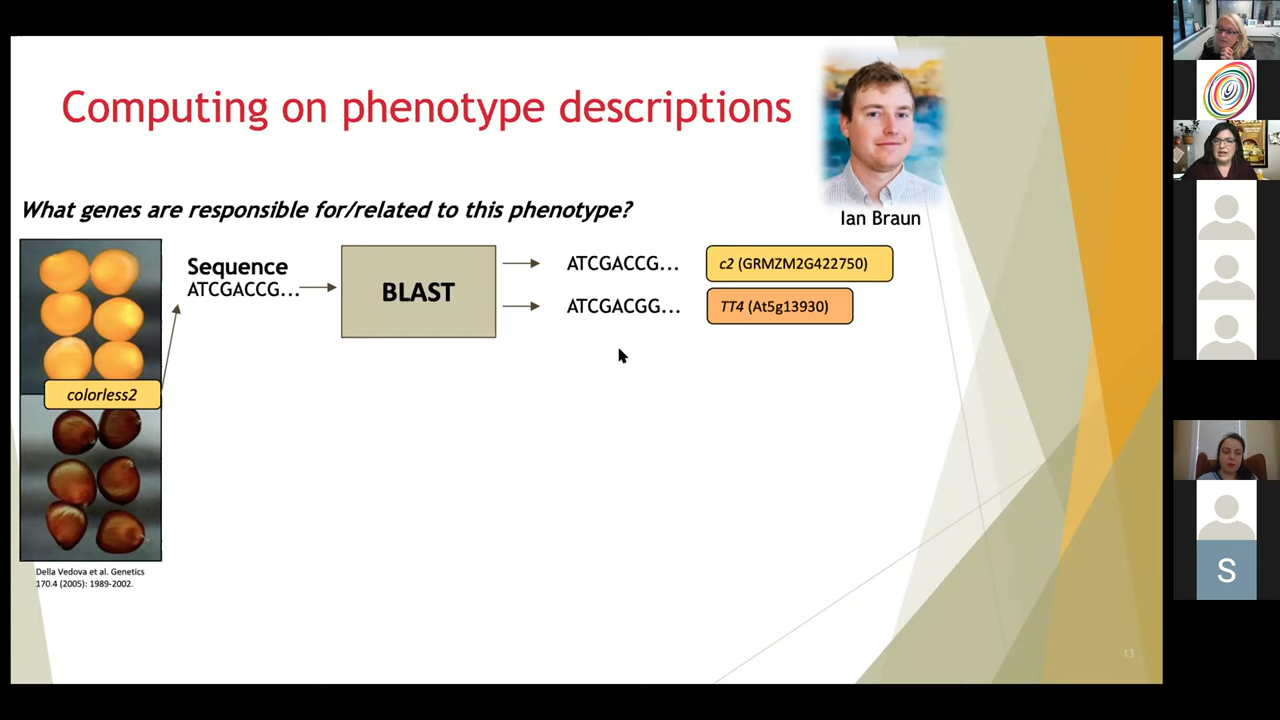 Computing on phenotype descriptions
Ian Braun
What genes are responsible for/related to this phenotype?
Sequence
ATCGACCG...
BLAST
ATCGACCG...
c2 (GRMZM2G422750)
ATCGACGG...
TT4 (At5g13930)
colorless2
Della Vedova et al. Genetics
170.4 (2005): 1989-2002.
13
S